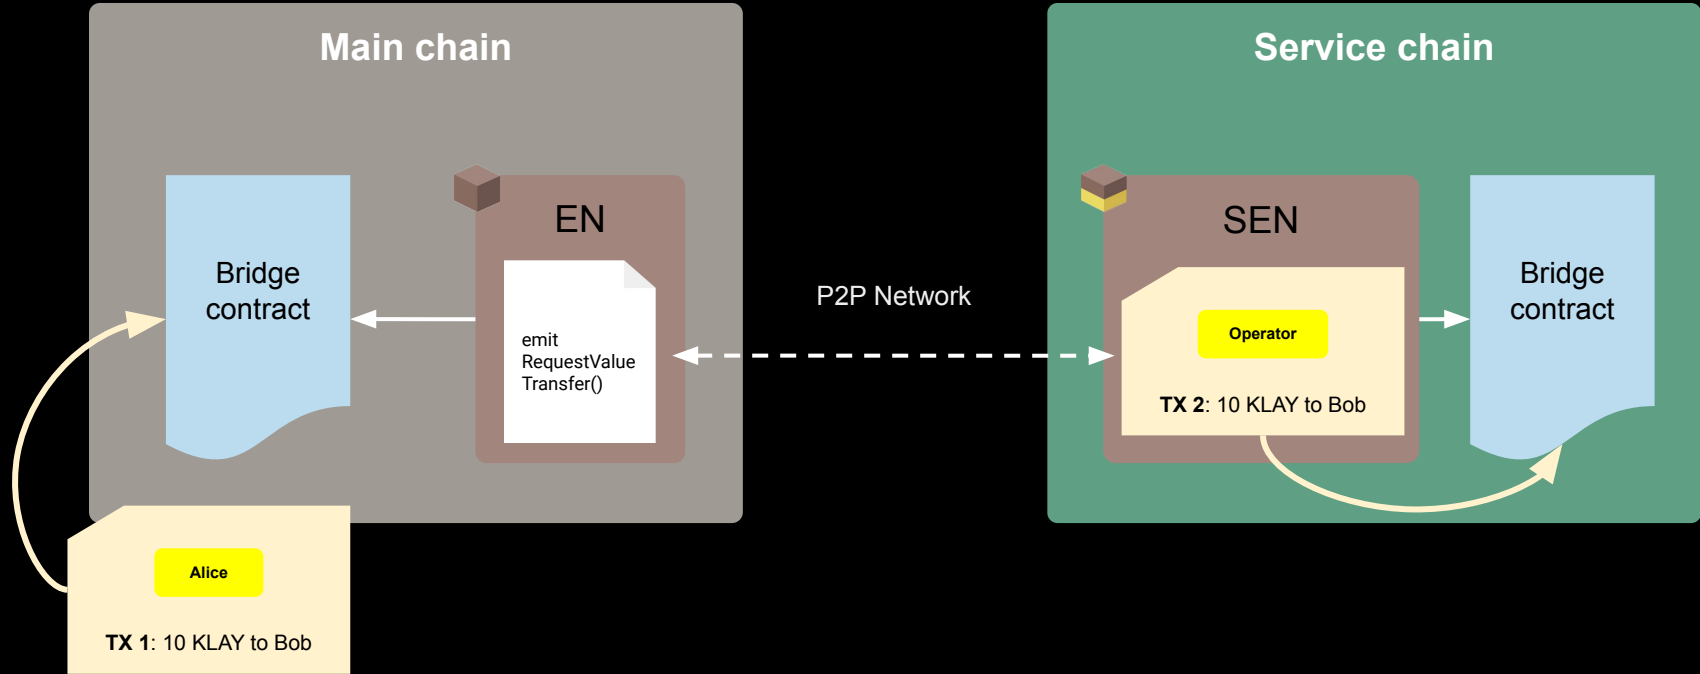 Main chain
Bridge
contract
EN
emit
RequestValue
Transfer()
Alice
TX 1: 10 KLAY to Bob
P2P Network
Service chain
SEN
Operator
TX 2: 10 KLAY to Bob
Bridge
contract